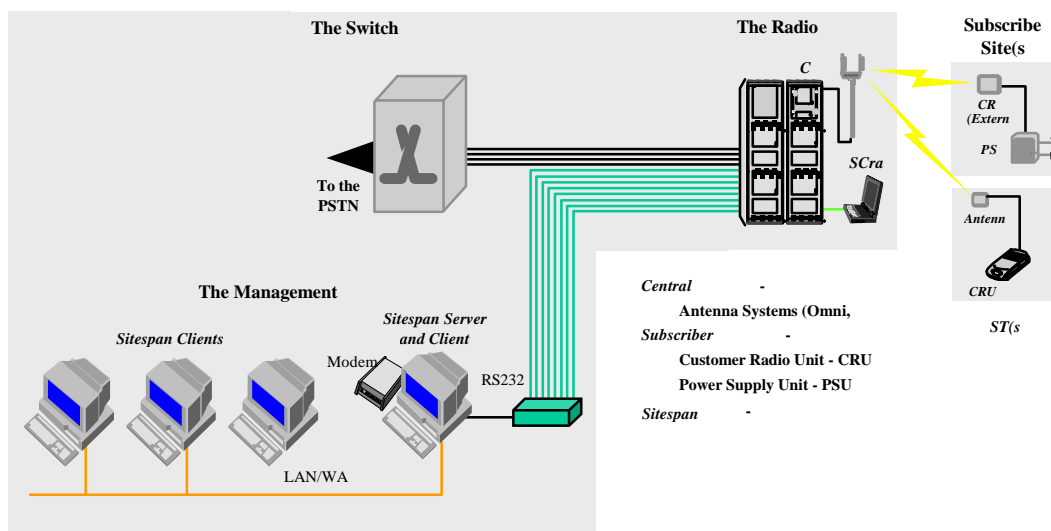 The Switch
The Radio
Subscribe
Site(s
C
CR
(Extern
PS
SCra
To the
PSTN
Antenn
CRU
ST(s
The Management
Sitespan Clients
Sitespan Server
and Client
Modem
RS232
LAN/WA
Central -
Antenna Systems (Omni,
Subscriber -
Customer Radio Unit - CRU
Power Supply Unit - PSU
Sitespan -